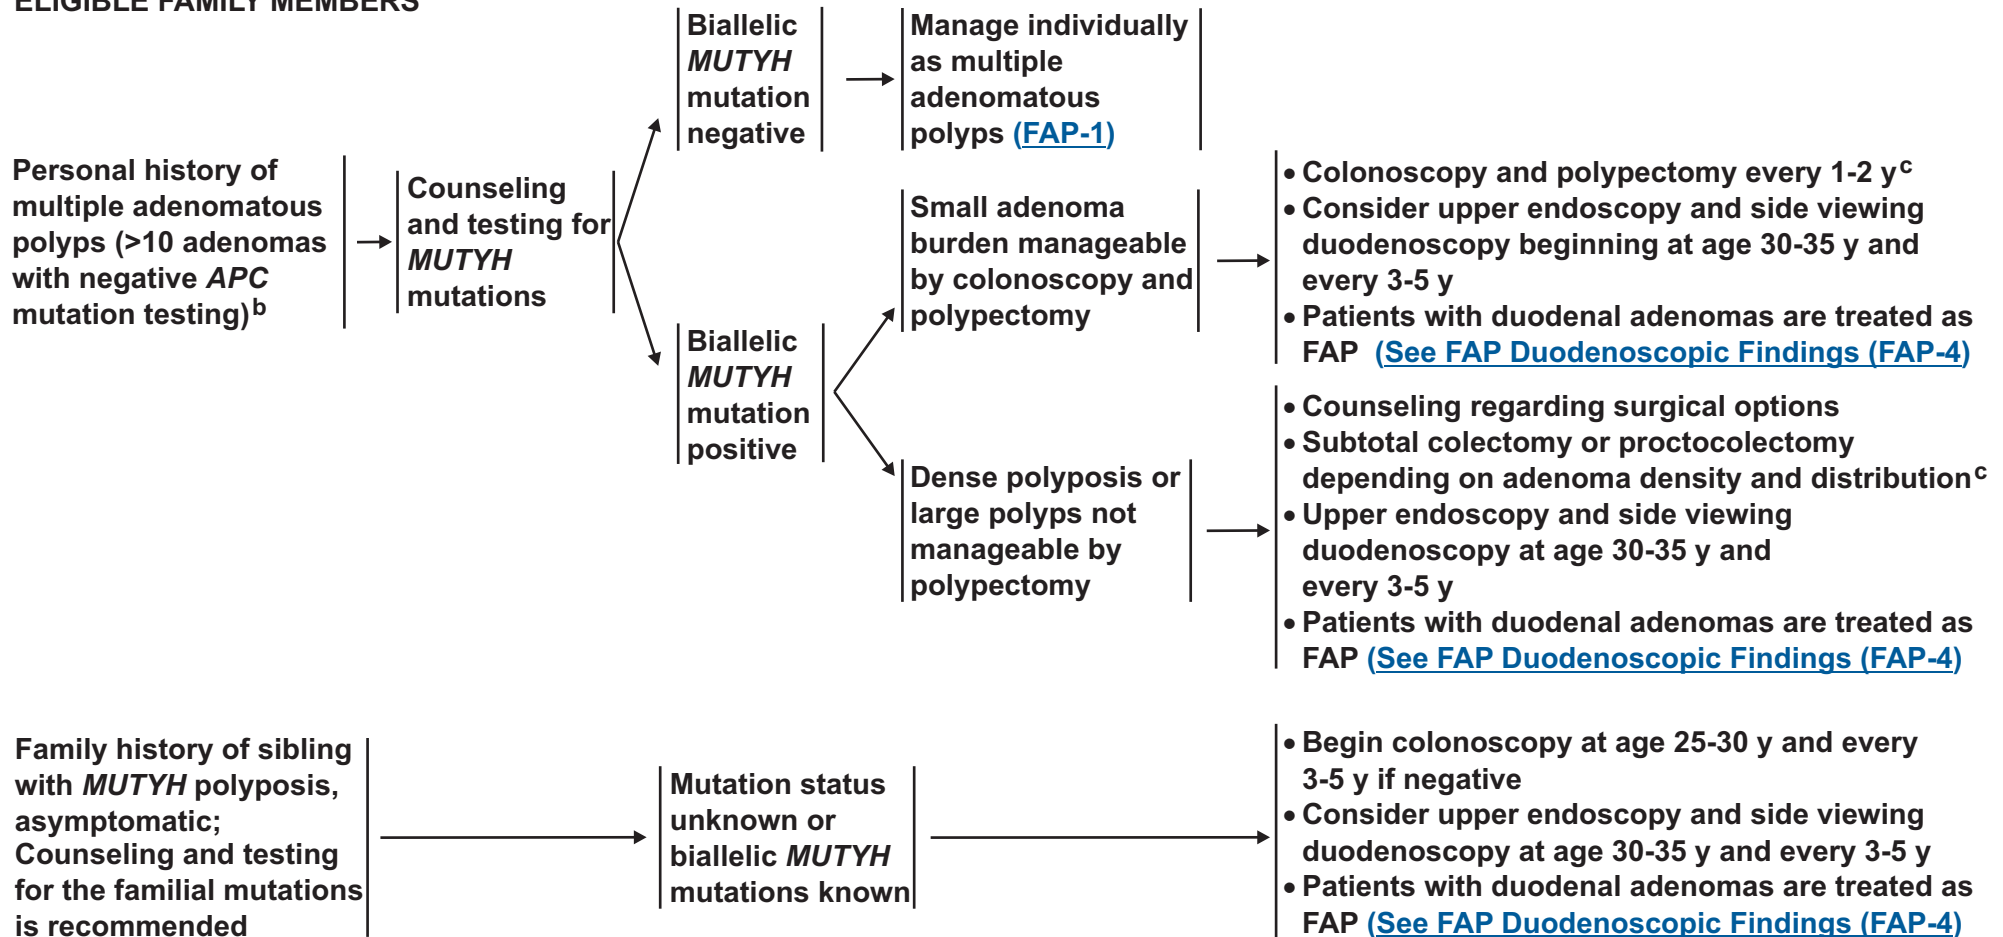 ELIGIBLE FAMILY MEMBERS
Personal history of
multiple adenomatous
polyps (>10 adenomas
with negative APC
mutation testing)b
Counseling
and testing for
MUTYH
mutations
Biallelic
MUTYH
mutation
negative
Manage individually
as multiple
adenomatous
polyps (FAP-1)
Biallelic
MUTYH
mutation
positive
Small adenoma
burden manageable
by colonoscopy and
polypectomy
• Colonoscopy and polypectomy every 1-2 yc
• Consider upper endoscopy and side viewing
duodenoscopy beginning at age 30-35 y and
every 3-5 y
• Patients with duodenal adenomas are treated as
FAP (See FAP Duodenoscopic Findings (FAP-4)
Dense polyposis or
large polyps not
manageable by
polypectomy
• Counseling regarding surgical options
• Subtotal colectomy or proctocolectomy
depending on adenoma density and distributionc
• Upper endoscopy and side viewing
duodenoscopy at age 30-35 y and
every 3-5 y
• Patients with duodenal adenomas are treated as
FAP (See FAP Duodenoscopic Findings (FAP-4)
Family history of sibling
with MUTYH polyposis,
asymptomatic;
Counseling and testing
for the familial mutations
is recommended
Mutation status
unknown or
biallelic MUTYH
mutations known
• Begin colonoscopy at age 25-30 y and every
3-5 y if negative
• Consider upper endoscopy and side viewing
duodenoscopy at age 30-35 y and every 3-5 y
• Patients with duodenal adenomas are treated as
FAP (See FAP Duodenoscopic Findings (FAP-4)